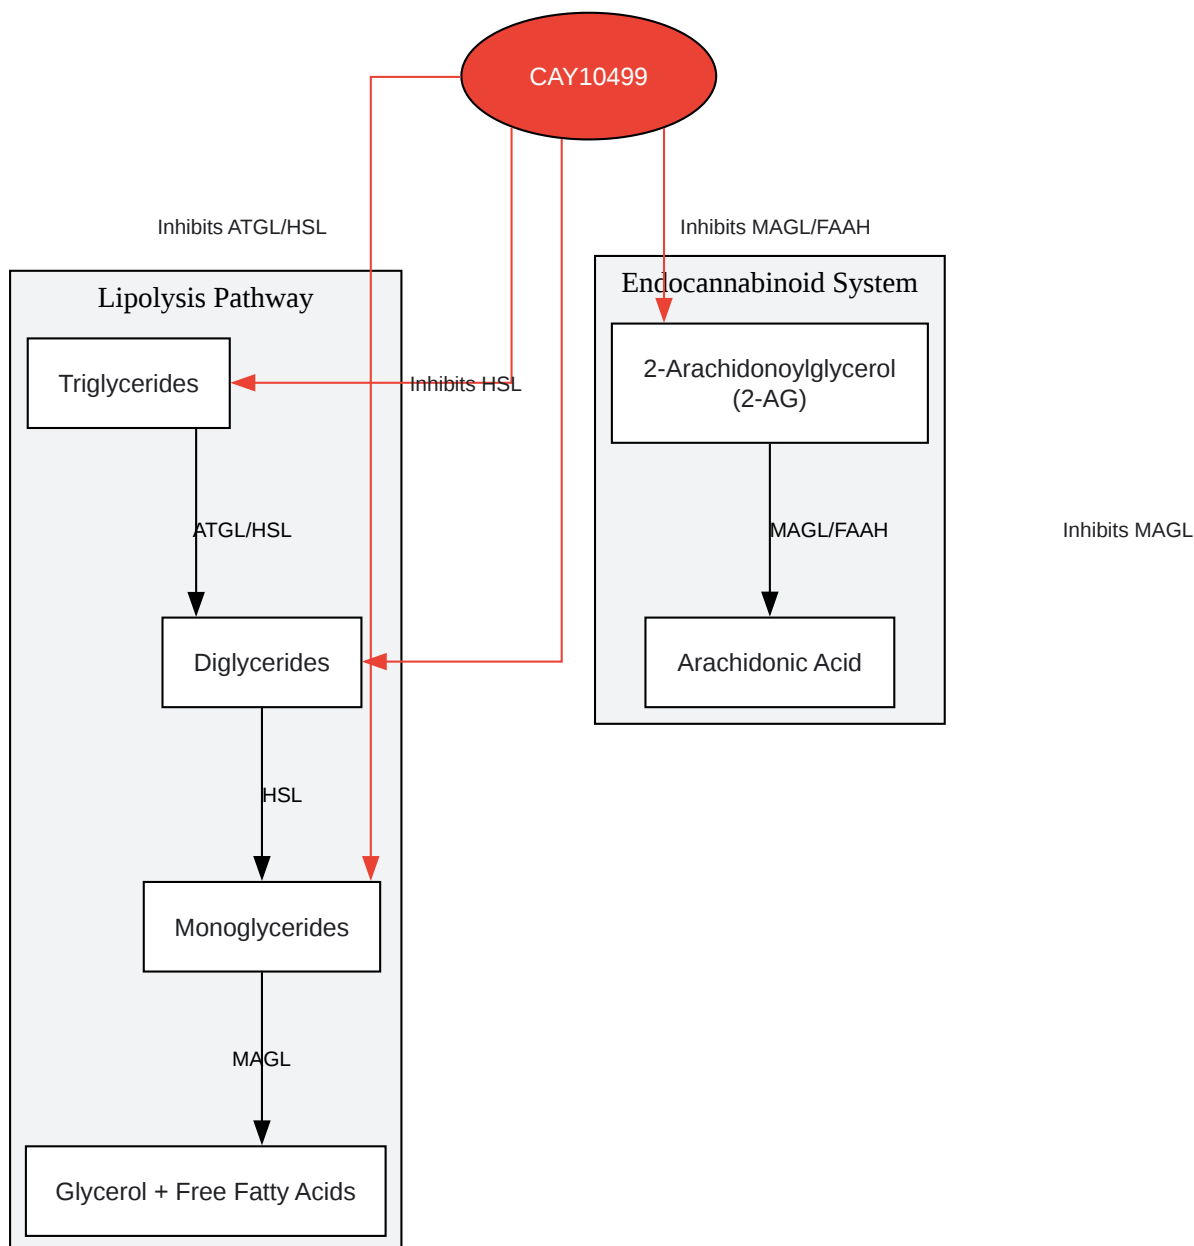 CAY10499
Inhibits ATGL/HSL
Inhibits MAGL/FAAH
Endocannabinoid System
Lipolysis Pathway
Triglycerides
Inhibits HSL
2-Arachidonoylglycerol
(2-AG)
ATGL/HSL
MAGL/FAAH
Inhibits MAGL
Diglycerides
Arachidonic Acid
HSL
Monoglycerides
MAGL
Glycerol + Free Fatty Acids